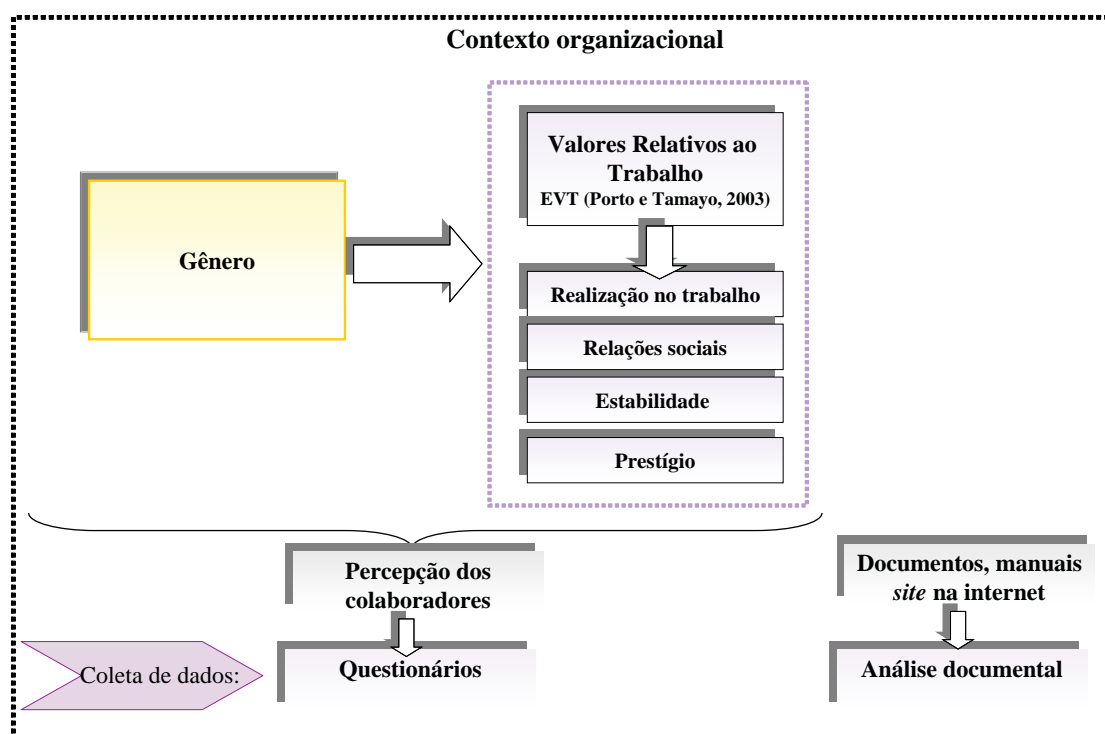 Contexto organizacional
Valores Relativos ao
Trabalho
EVT (Porto e Tamayo, 2003)
Gênero
Realização no trabalho
Relações sociais
Estabilidade
Prestígio
Percepção dos
colaboradores
Documentos, manuais
site na internet
Coleta de dados:
Questionários
Análise documental